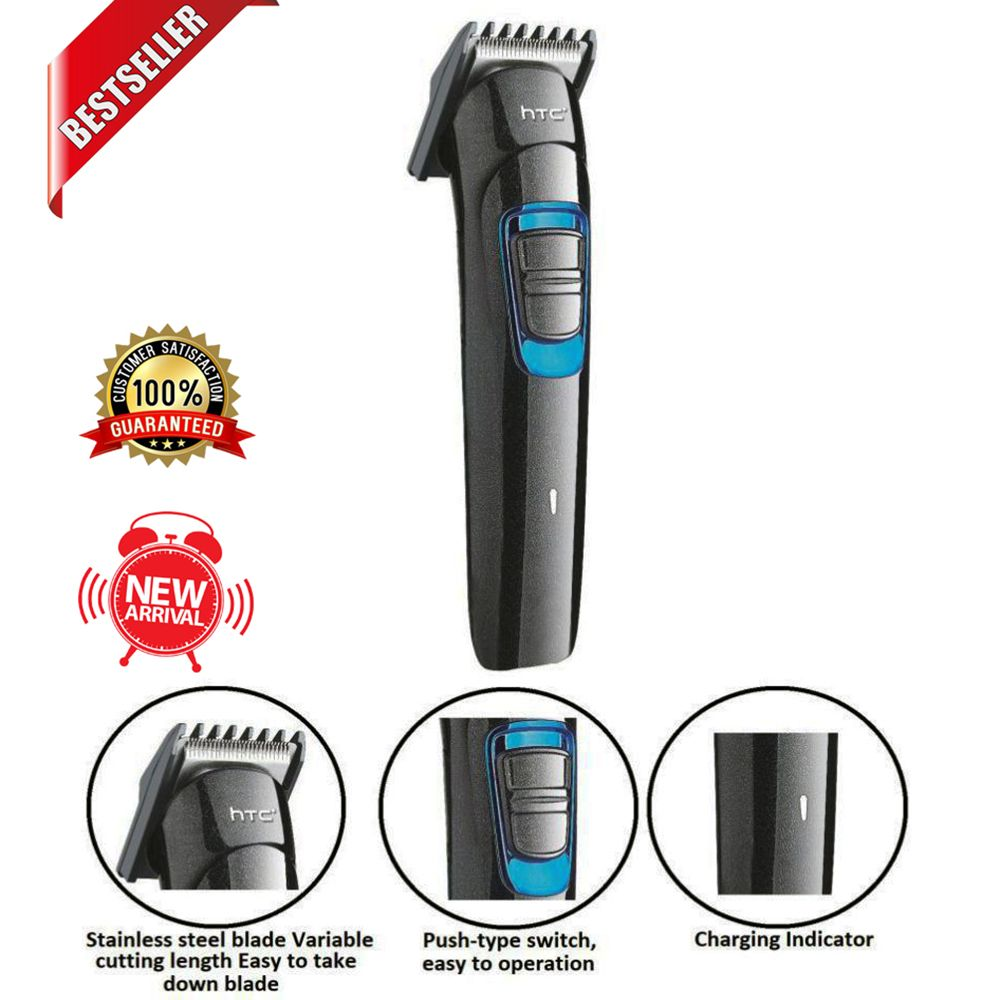 BESTSELLER
hTC
CUSTOMER SATISFACTION
100%
GUARANTEED
NEW
ARRIVAL
hTC
Stainless steel blade Variable
cutting length Easy to take
down blade
Push-type switch,
easy to operation
Charging Indicator